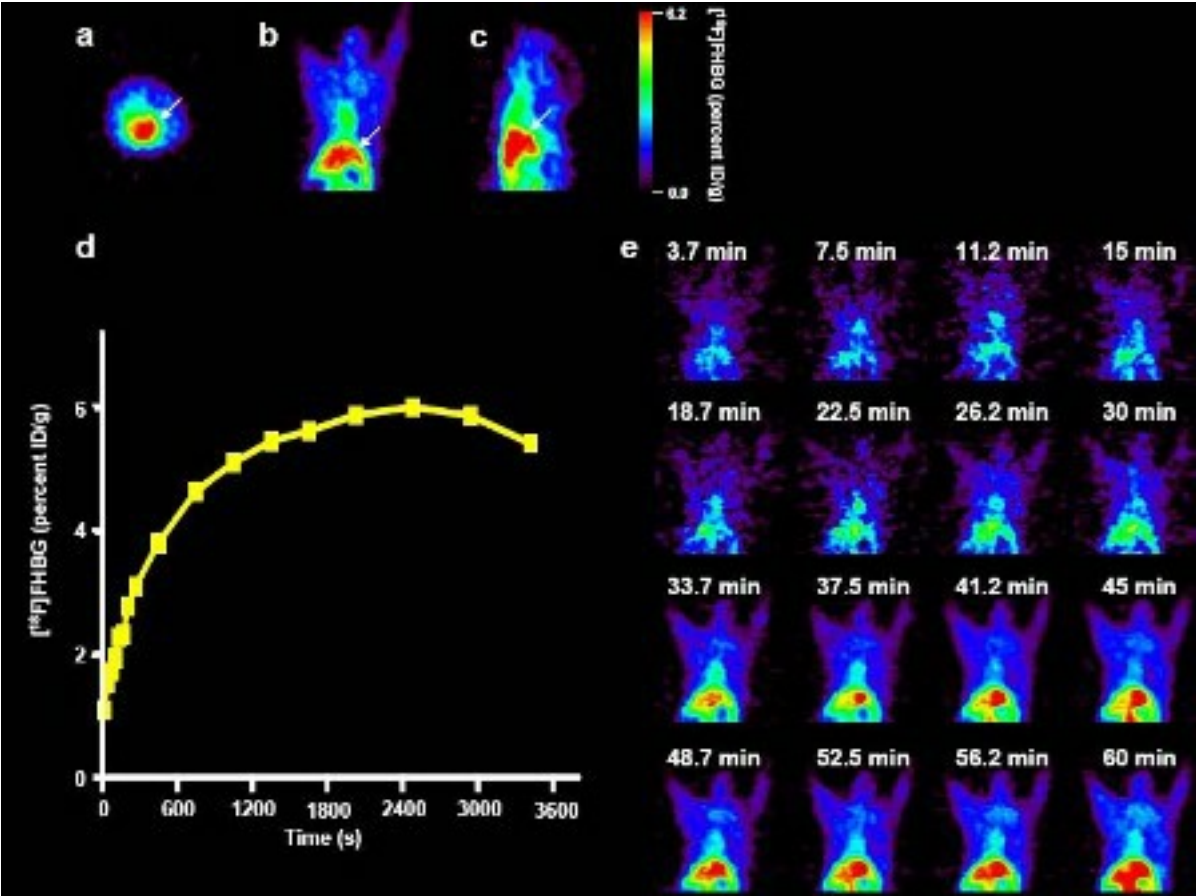 a
b
c
6.2
0.0
[¹⁸F]FHBG (percent ID/g)
d
[¹⁸F]FHBG (percent ID/g)
6
4
2
0
0 600 1200 1800 2400 3000 3600
Time (s)
e
3.7 min 7.5 min 11.2 min 15 min
18.7 min 22.5 min 26.2 min 30 min
33.7 min 37.5 min 41.2 min 45 min
48.7 min 52.5 min 56.2 min 60 min